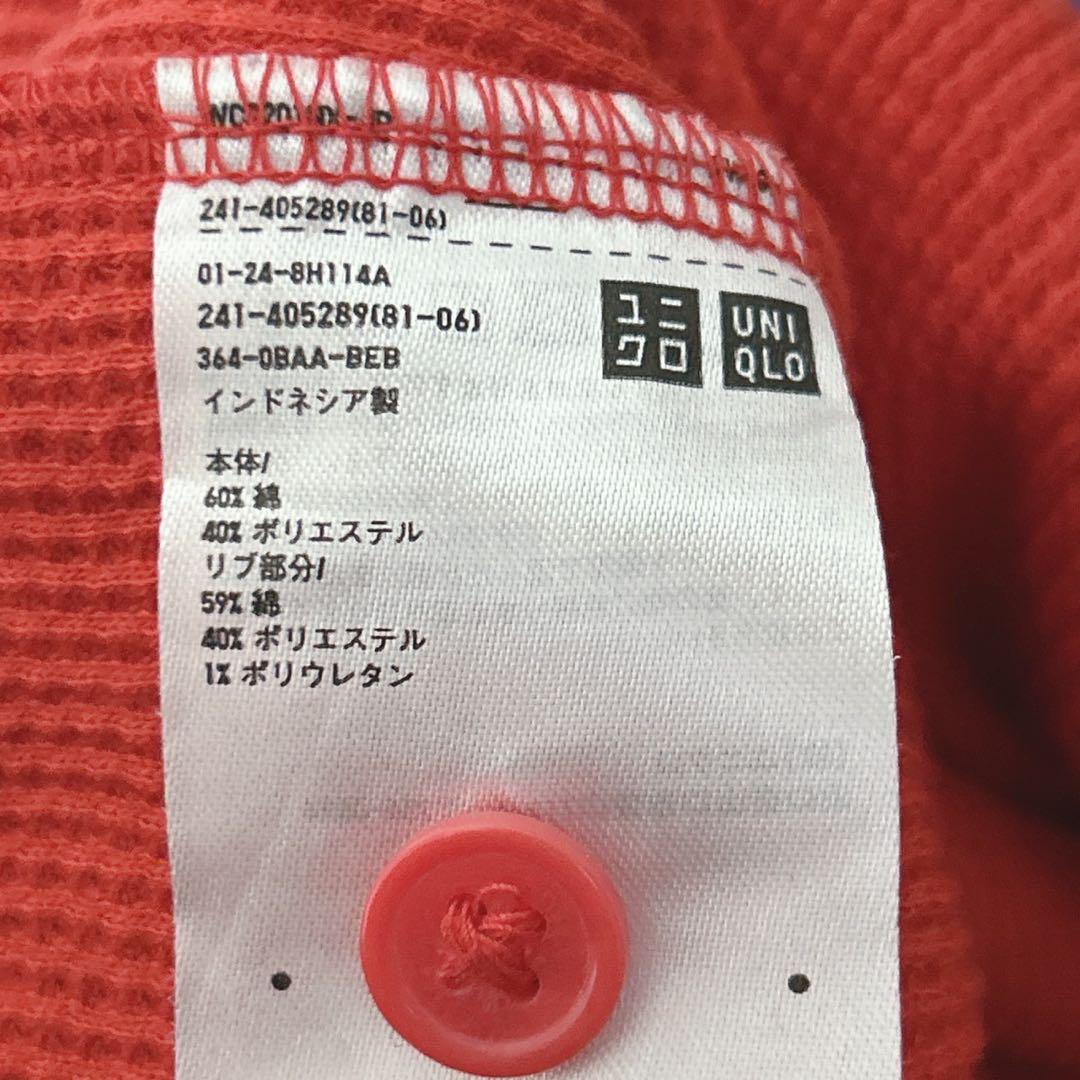 241-405289(81-06)
01-24-8H114A
241-405289(81-06)
364-0BAA-BEB
インドネシア製
ユニ
クロ
UNI
QLO
本体/
60% 綿
40% ポリエステル
リブ部分/
59% 綿
40% ポリエステル
1% ポリウレタン